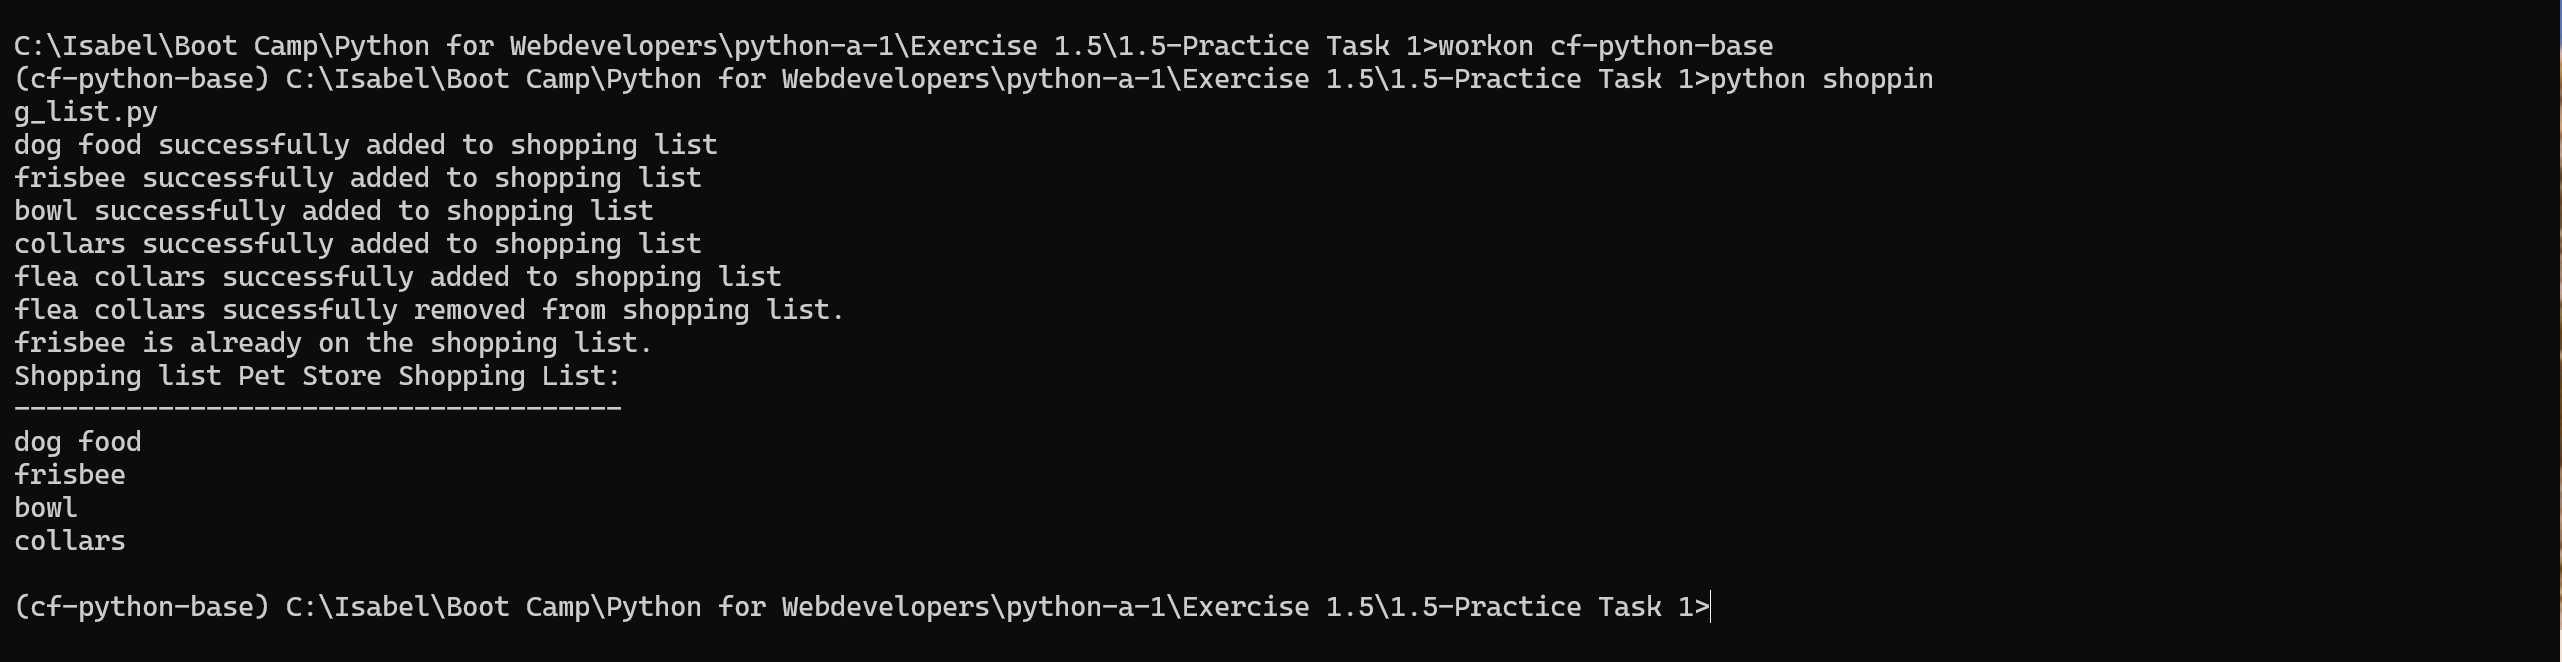 C:\Isabel\Boot Camp\Python for Webdevelopers\python-a-1\Exercise 1.5\1.5-Practice Task 1>workon cf-python-base
(cf-python-base) C:\Isabel\Boot Camp\Python for Webdevelopers\python-a-1\Exercise 1.5\1.5-Practice Task 1>python shoppin
g_list.py
dog food successfully added to shopping list
frisbee successfully added to shopping list
bowl successfully added to shopping list
collars successfully added to shopping list
flea collars successfully added to shopping list
flea collars sucessfully removed from shopping list.
frisbee is already on the shopping list.
Shopping list Pet Store Shopping List:
--------------------------------------
dog food
frisbee
bowl
collars
(cf-python-base) C:\Isabel\Boot Camp\Python for Webdevelopers\python-a-1\Exercise 1.5\1.5-Practice Task 1>